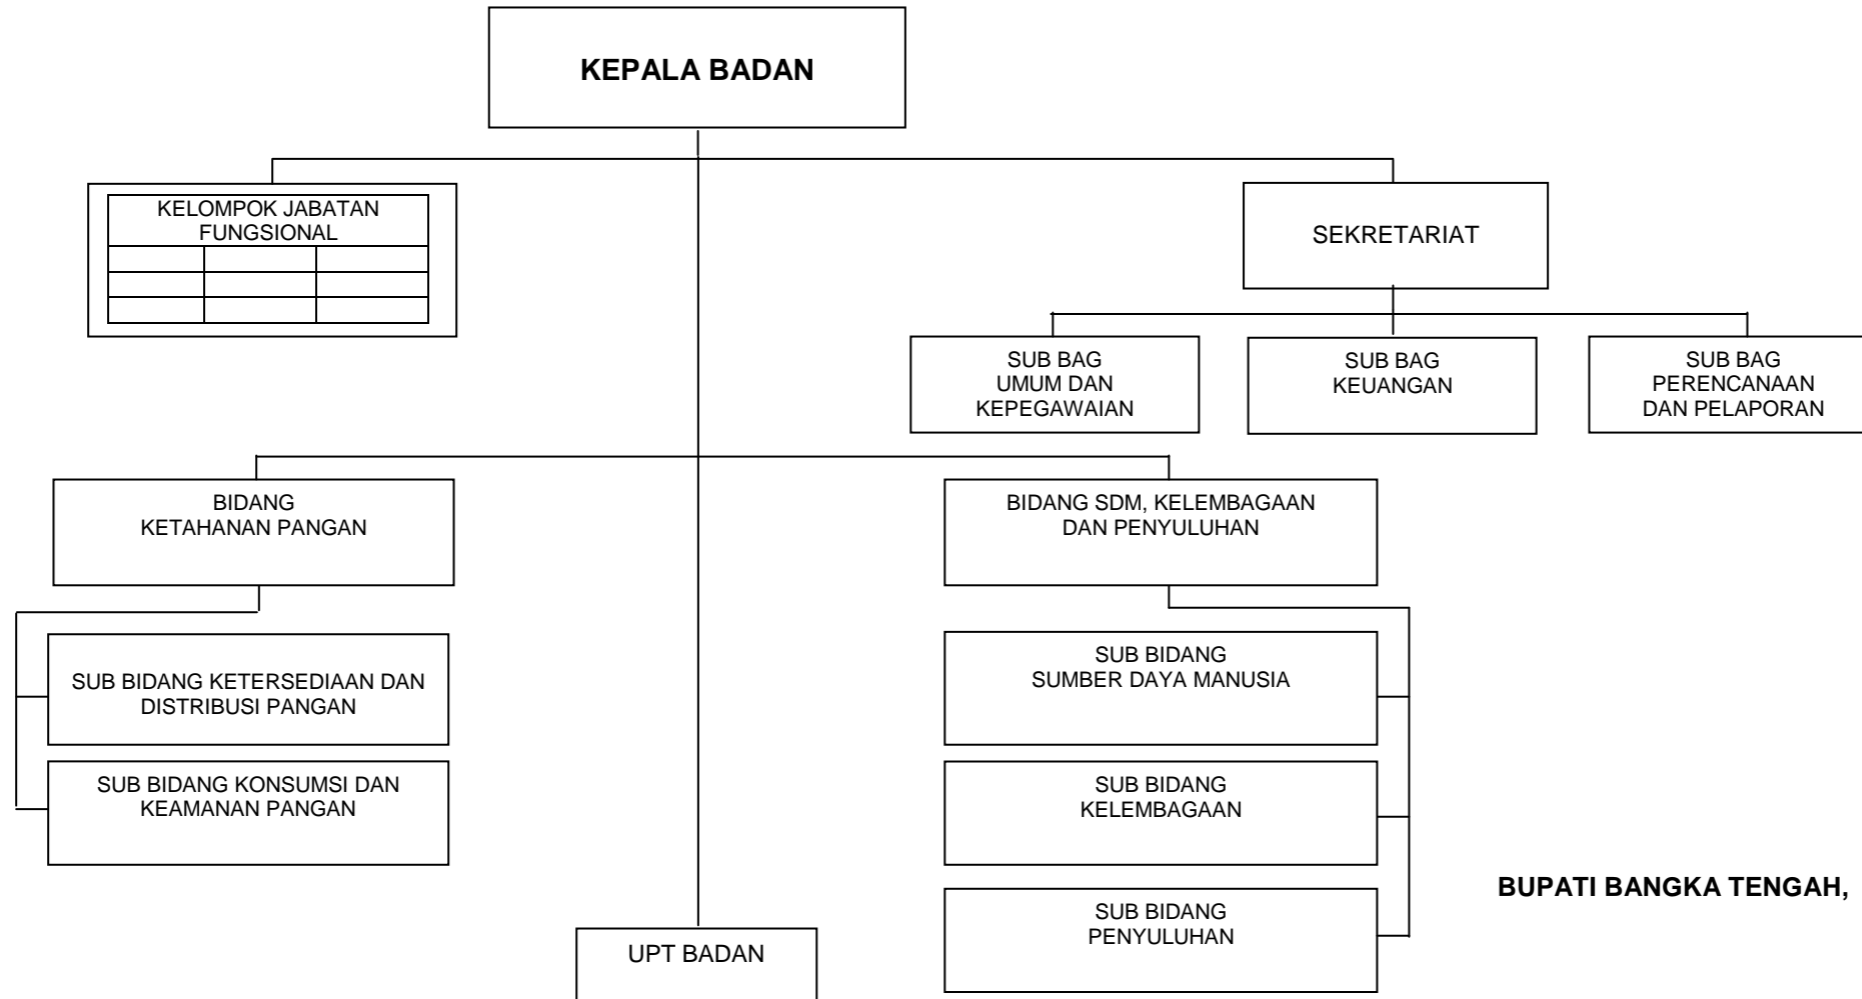 KEPALA BADAN
KELOMPOK JABATAN
FUNGSIONAL
SEKRETARIAT
SUB BAG
UMUM DAN
KEPEGAWAIAN
SUB BAG
KEUANGAN
SUB BAG
PERENCANAAN
DAN PELAPORAN
BIDANG
KETAHANAN PANGAN
BIDANG SDM, KELEMBAGAAN
DAN PENYULUHAN
SUB BIDANG KETERSEDIAAN DAN
DISTRIBUSI PANGAN
SUB BIDANG KONSUMSI DAN
KEAMANAN PANGAN
SUB BIDANG
SUMBER DAYA MANUSIA
SUB BIDANG
KELEMBAGAAN
SUB BIDANG
PENYULUHAN
UPT BADAN
BUPATI BANGKA TENGAH,